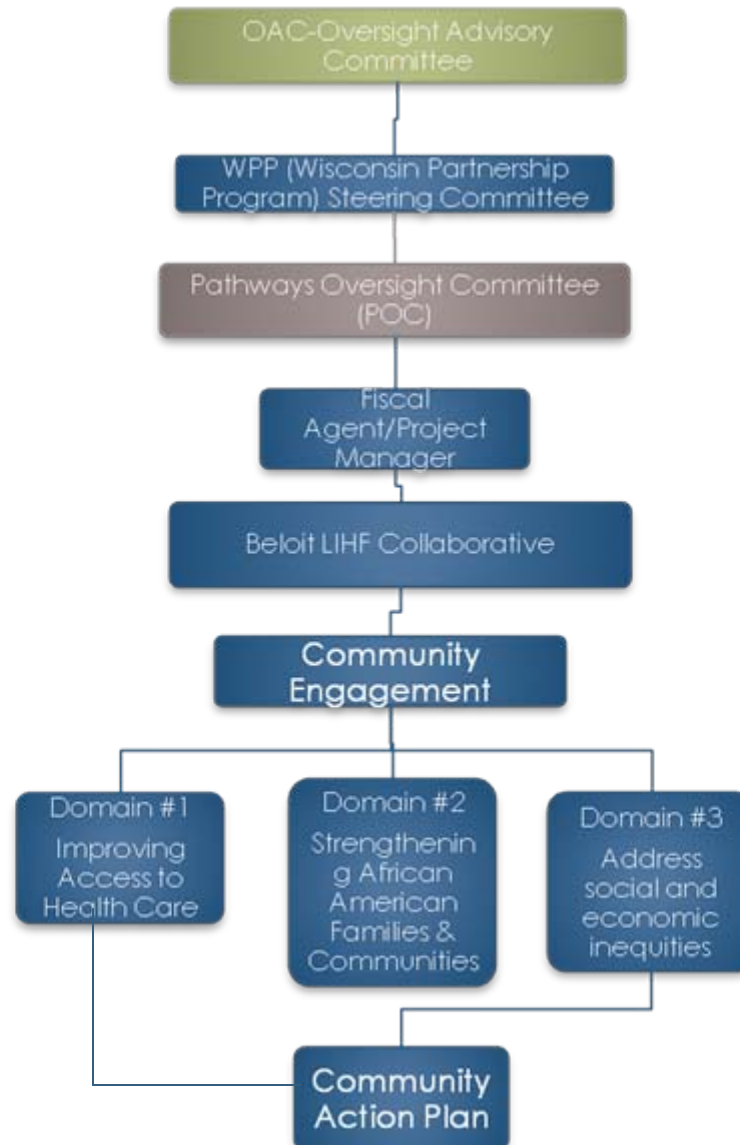 OAC-Oversight Advisory
Committee
WPP (Wisconsin Partnership
Program) Steering Committee
Pathways Oversight Committee
(POC)
Fiscal
Agent/Project
Manager
Beloit LIHF Collaborative
Community
Engagement
Domain #1
Improving
Access to
Health Care
Domain #2
Strengthenin
g African
American
Families &
Communities
Domain #3
Address
social and
economic
inequities
Community
Action Plan